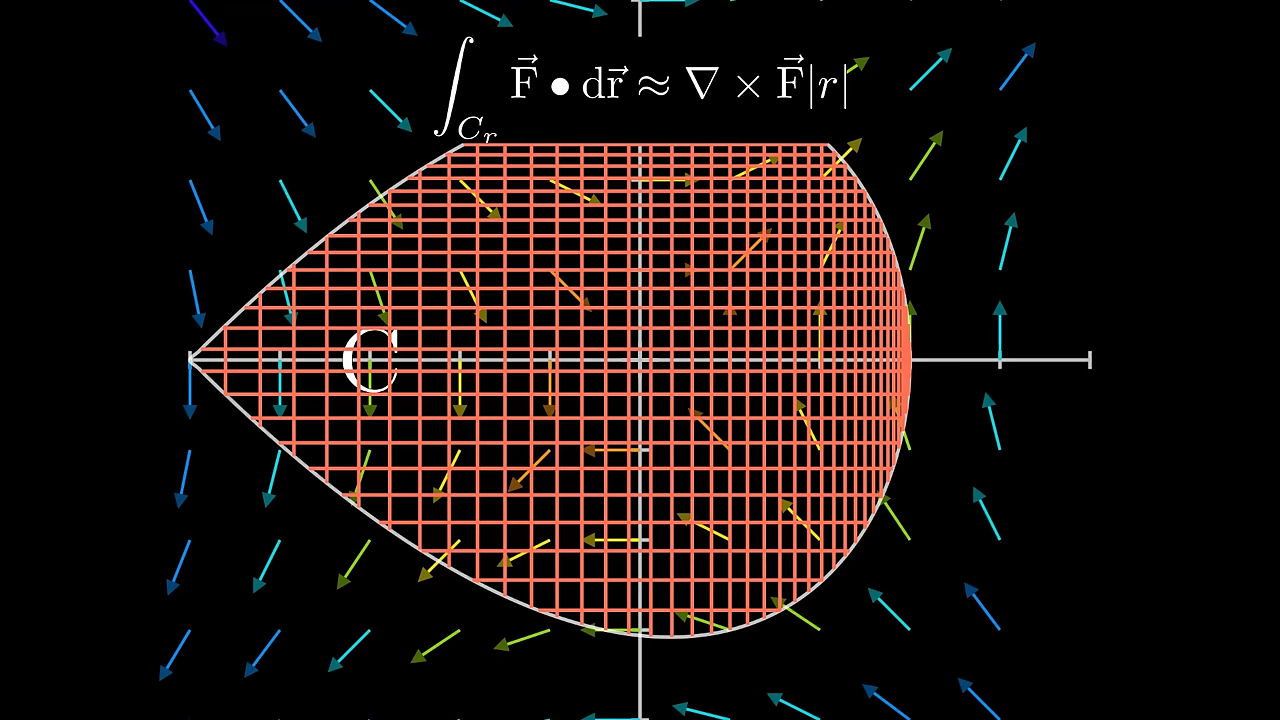 ∫_{C_r} F⃗ • dr⃗ ≈ ∇ × F⃗|r|
C